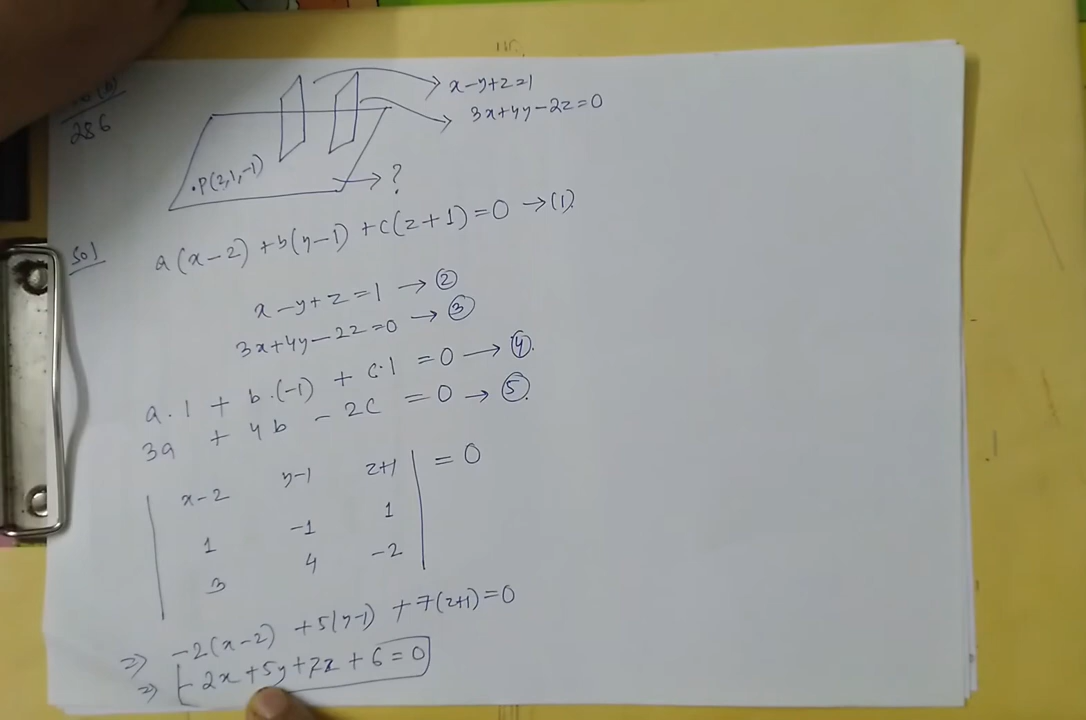 286
x-y+z=1
3x+4y-2z=0
.P(2,1,-1)
?
Sol
a(x-2)+b(y-1)+c(z+1)=0 →(1).
x-y+z=1 → ②
3x+4y-2z=0 → ③
a.1 + b.(-1) + c.1 = 0 → ④.
3a + 4b - 2c = 0 → ⑤.
x-2 y-1 z+1 = 0
1 -1 1
3 4 -2
⇒ -2(x-2) +5(y-1) +7(z+1)=0
⇒ -2x+5y+7z+6=0